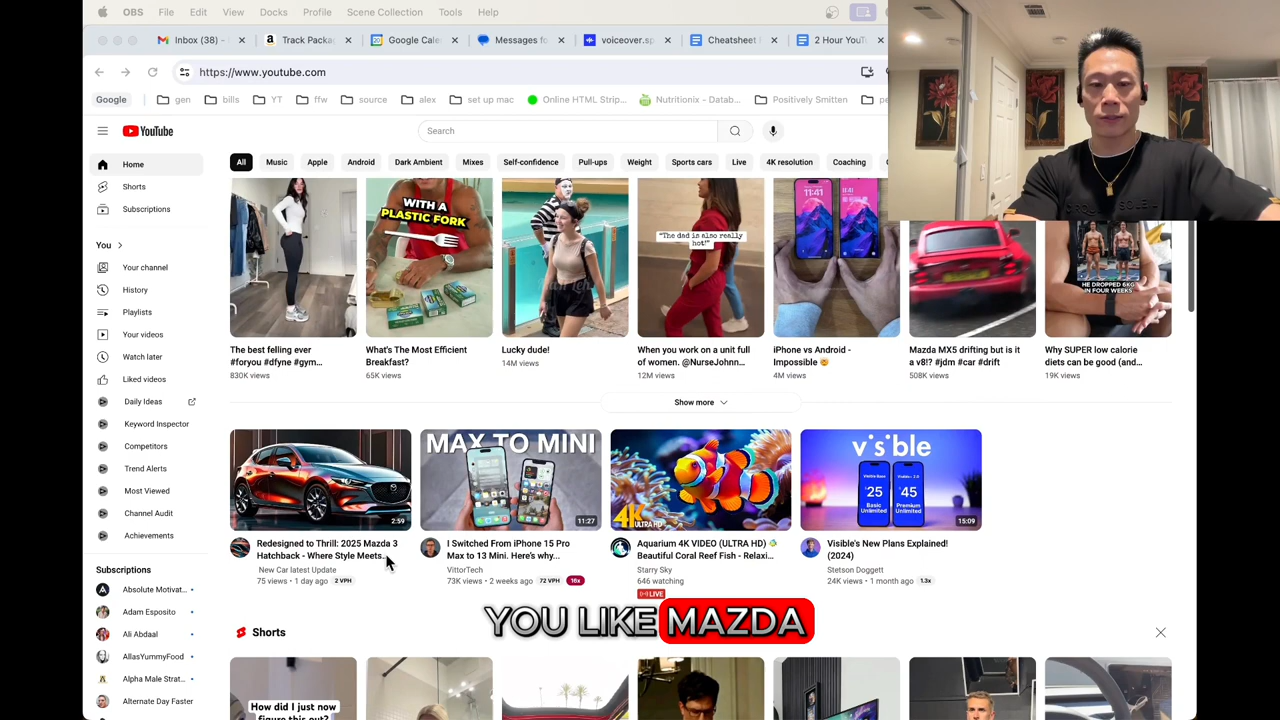 OBS File Edit View Docks Profile Scene Collection Tools Help
Inbox (38) -
Track Packa
Google Cale
Messages fo
voiceover.sp
Cheatsheet
2 Hour YouT
https://www.youtube.com
Google
gen
bills
YT
ffw
source
alex
set up mac
Online HTML Strip...
Nutritionix - Datab...
Positively Smitten
YouTube
Search
All
Music
Apple
Android
Dark Ambient
Mixes
Self-confidence
Pull-ups
Weight
Sports cars
Live
4K resolution
Coaching
Home
Shorts
Subscriptions
You
Your channel
History
Playlists
Your videos
Watch later
Liked videos
Daily Ideas
Keyword Inspector
Competitors
Trend Alerts
Most Viewed
Channel Audit
Achievements
Subscriptions
Absolute Motivat...
Adam Esposito
Ali Abdaal
AllasYummyFood
Alpha Male Strat...
Alternate Day Faster
WITH A
PLASTIC FORK
"The dad is also really
hot!"
11:41
11:41
HE DROPPED 6KG
IN FOUR WEEKS
The best felling ever
#foryou #dfyne #gym...
830K views
What's The Most Efficient
Breakfast?
65K views
Lucky dude!
14M views
When you work on a unit full
of women. @NurseJohnn...
12M views
iPhone vs Android -
Impossible 🤯
4M views
Mazda MX5 drifting but is it
a v8!? #jdm #car #drift
508K views
Why SUPER low calorie
diets can be good (and...
19K views
Show more
2:59
Redesigned to Thrill: 2025 Mazda 3
Hatchback - Where Style Meets...
New Car latest Update
75 views • 1 day ago 2 VPH
MAX TO MINI
11:27
I Switched From iPhone 15 Pro
Max to 13 Mini. Here's why...
VittorTech
73K views • 2 weeks ago 72 VPH 16x
4K ULTRA HD
Aquarium 4K VIDEO (ULTRA HD) 🐠
Beautiful Coral Reef Fish - Relaxi...
Starry Sky
646 watching
LIVE
visible
25
Basic
Unlimited
45
Premium
Unlimited
15:09
Visible's New Plans Explained!
(2024)
Stetson Doggett
24K views • 1 month ago 1.3x
YOU LIKE MAZDA
Shorts
How did I just now
figure this out?